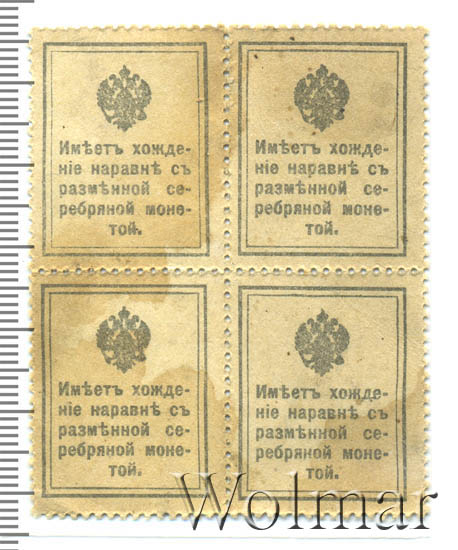 Имѣетъ хожде-
ніе наравнѣ съ
размѣнной се-
ребряной моне-
той.
Имѣетъ хожде-
ніе наравнѣ съ
размѣнной се-
ребряной моне-
той.
Имѣетъ хожде-
ніе наравнѣ съ
размѣнной се-
ребряной моне-
той.
Имѣетъ хожде-
ніе наравнѣ съ
размѣнной се-
ребряной моне-
той.
Wolmar